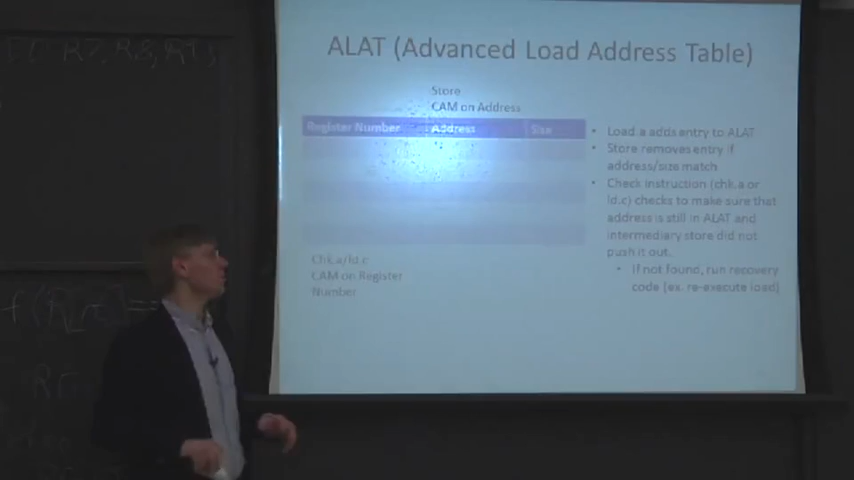 ALAT (Advanced Load Address Table)
Store
CAM on Address
Register Number Address Size
• Load.a adds entry to ALAT
• Store removes entry if
address/size match
• Check instruction (chk.a or
ld.c) checks to make sure that
address is still in ALAT and
intermediary store did not
push it out.
• If not found, run recovery
code (ex. re-execute load)
Chk.a/ld.c
CAM on Register
Number